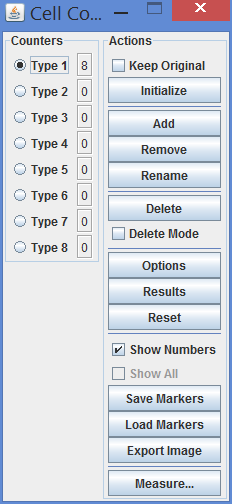 Cell Co...
Counters
Type 1 8
Type 2 0
Type 3 0
Type 4 0
Type 5 0
Type 6 0
Type 7 0
Type 8 0
Actions
Keep Original
Initialize
Add
Remove
Rename
Delete
Delete Mode
Options
Results
Reset
Show Numbers
Show All
Save Markers
Load Markers
Export Image
Measure...